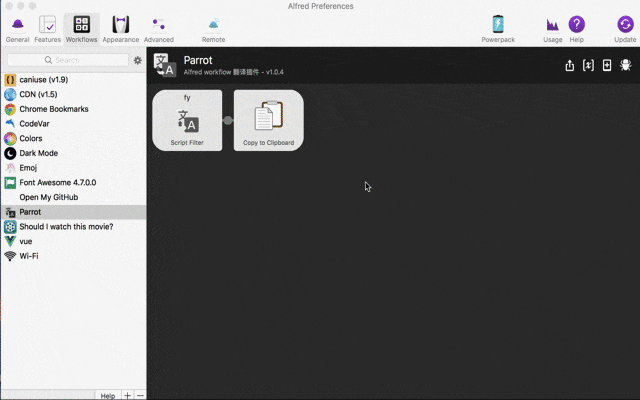 Alfred Preferences
General Features Workflows Appearance Advanced Remote Powerpack Usage Help Update
Search
Parrot
Alfred workflow 翻译插件 - v1.0.4
caniuse (v1.9)
CDN (v1.5)
Chrome Bookmarks
CodeVar
Colors
Dark Mode
Emoj
Font Awesome 4.7.0.0
Open My GitHub
Parrot
Should I watch this movie?
vue
Wi-Fi
fy
文
A
Script Filter
Copy to Clipboard
Help + −